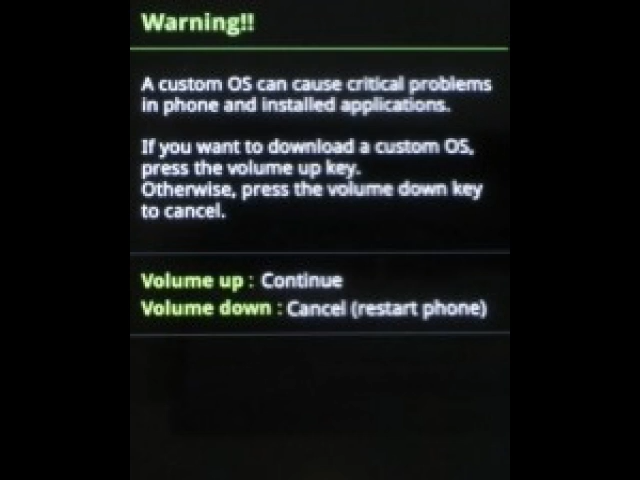 Warning!!
A custom OS can cause critical problems
in phone and installed applications.
If you want to download a custom OS,
press the volume up key.
Otherwise, press the volume down key
to cancel.
Volume up : Continue
Volume down : Cancel (restart phone)